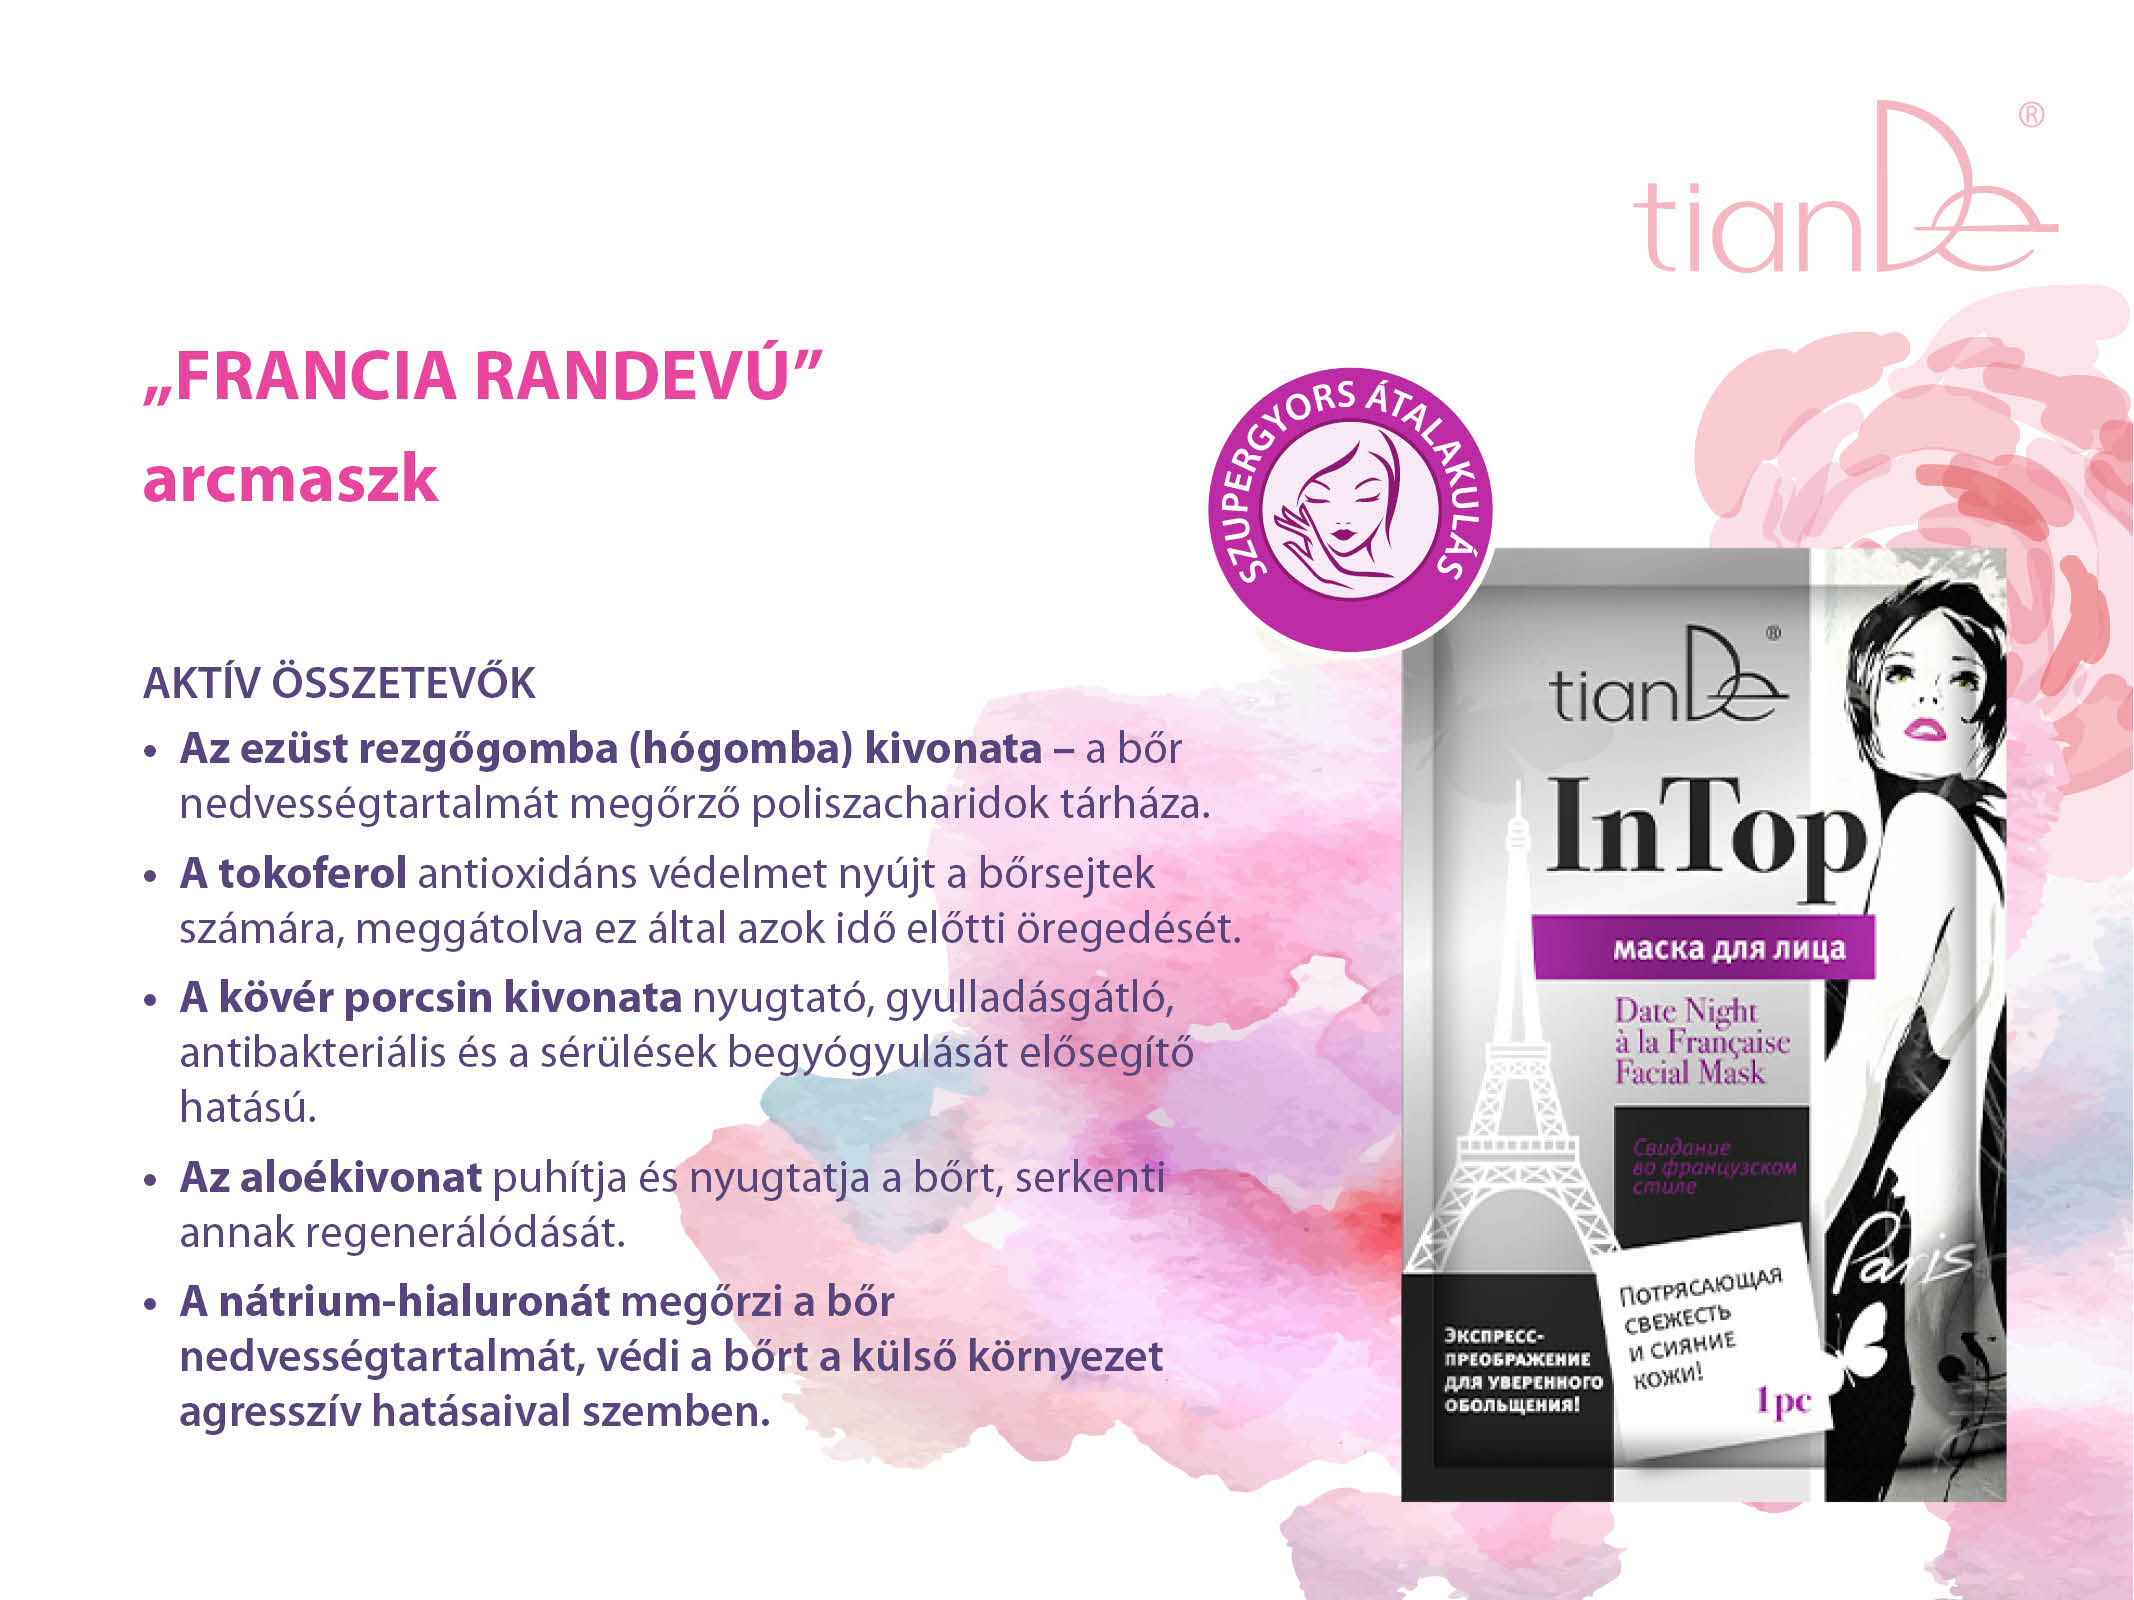 tianDe®
„FRANCIA RANDEVÚ”
arcmaszk
SZUPERGYORS ÁTALAKULÁS
AKTÍV ÖSSZETEVŐK
• Az ezüst rezgőgomba (hógomba) kivonata – a bőr
nedvességtartalmát megőrző poliszacharidok tárháza.
• A tokoferol antioxidáns védelmet nyújt a bőrsejtek
számára, meggátolva ez által azok idő előtti öregedését.
• A kövér porcsin kivonata nyugtató, gyulladásgátló,
antibakteriális és a sérülések begyógyulását elősegítő
hatású.
• Az aloékivonat puhítja és nyugtatja a bőrt, serkenti
annak regenerálódását.
• A nátrium-hialuronát megőrzi a bőr
nedvességtartalmát, védi a bőrt a külső környezet
agresszív hatásaival szemben.
tianDe®
InTop
маска для лица
Date Night
à la Française
Facial Mask
Свидание
во французском
стиле
Paris
Потрясающая
свежесть
и сияние
кожи!
1 pc
Экспресс-
преображение
для уверенного
обольщения!